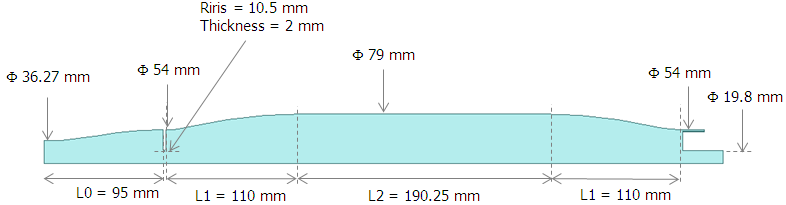 Riris = 10.5 mm
Thickness = 2 mm
Φ 36.27 mm
Φ 54 mm
Φ 79 mm
Φ 54 mm
Φ 19.8 mm
L0 = 95 mm
L1 = 110 mm
L2 = 190.25 mm
L1 = 110 mm